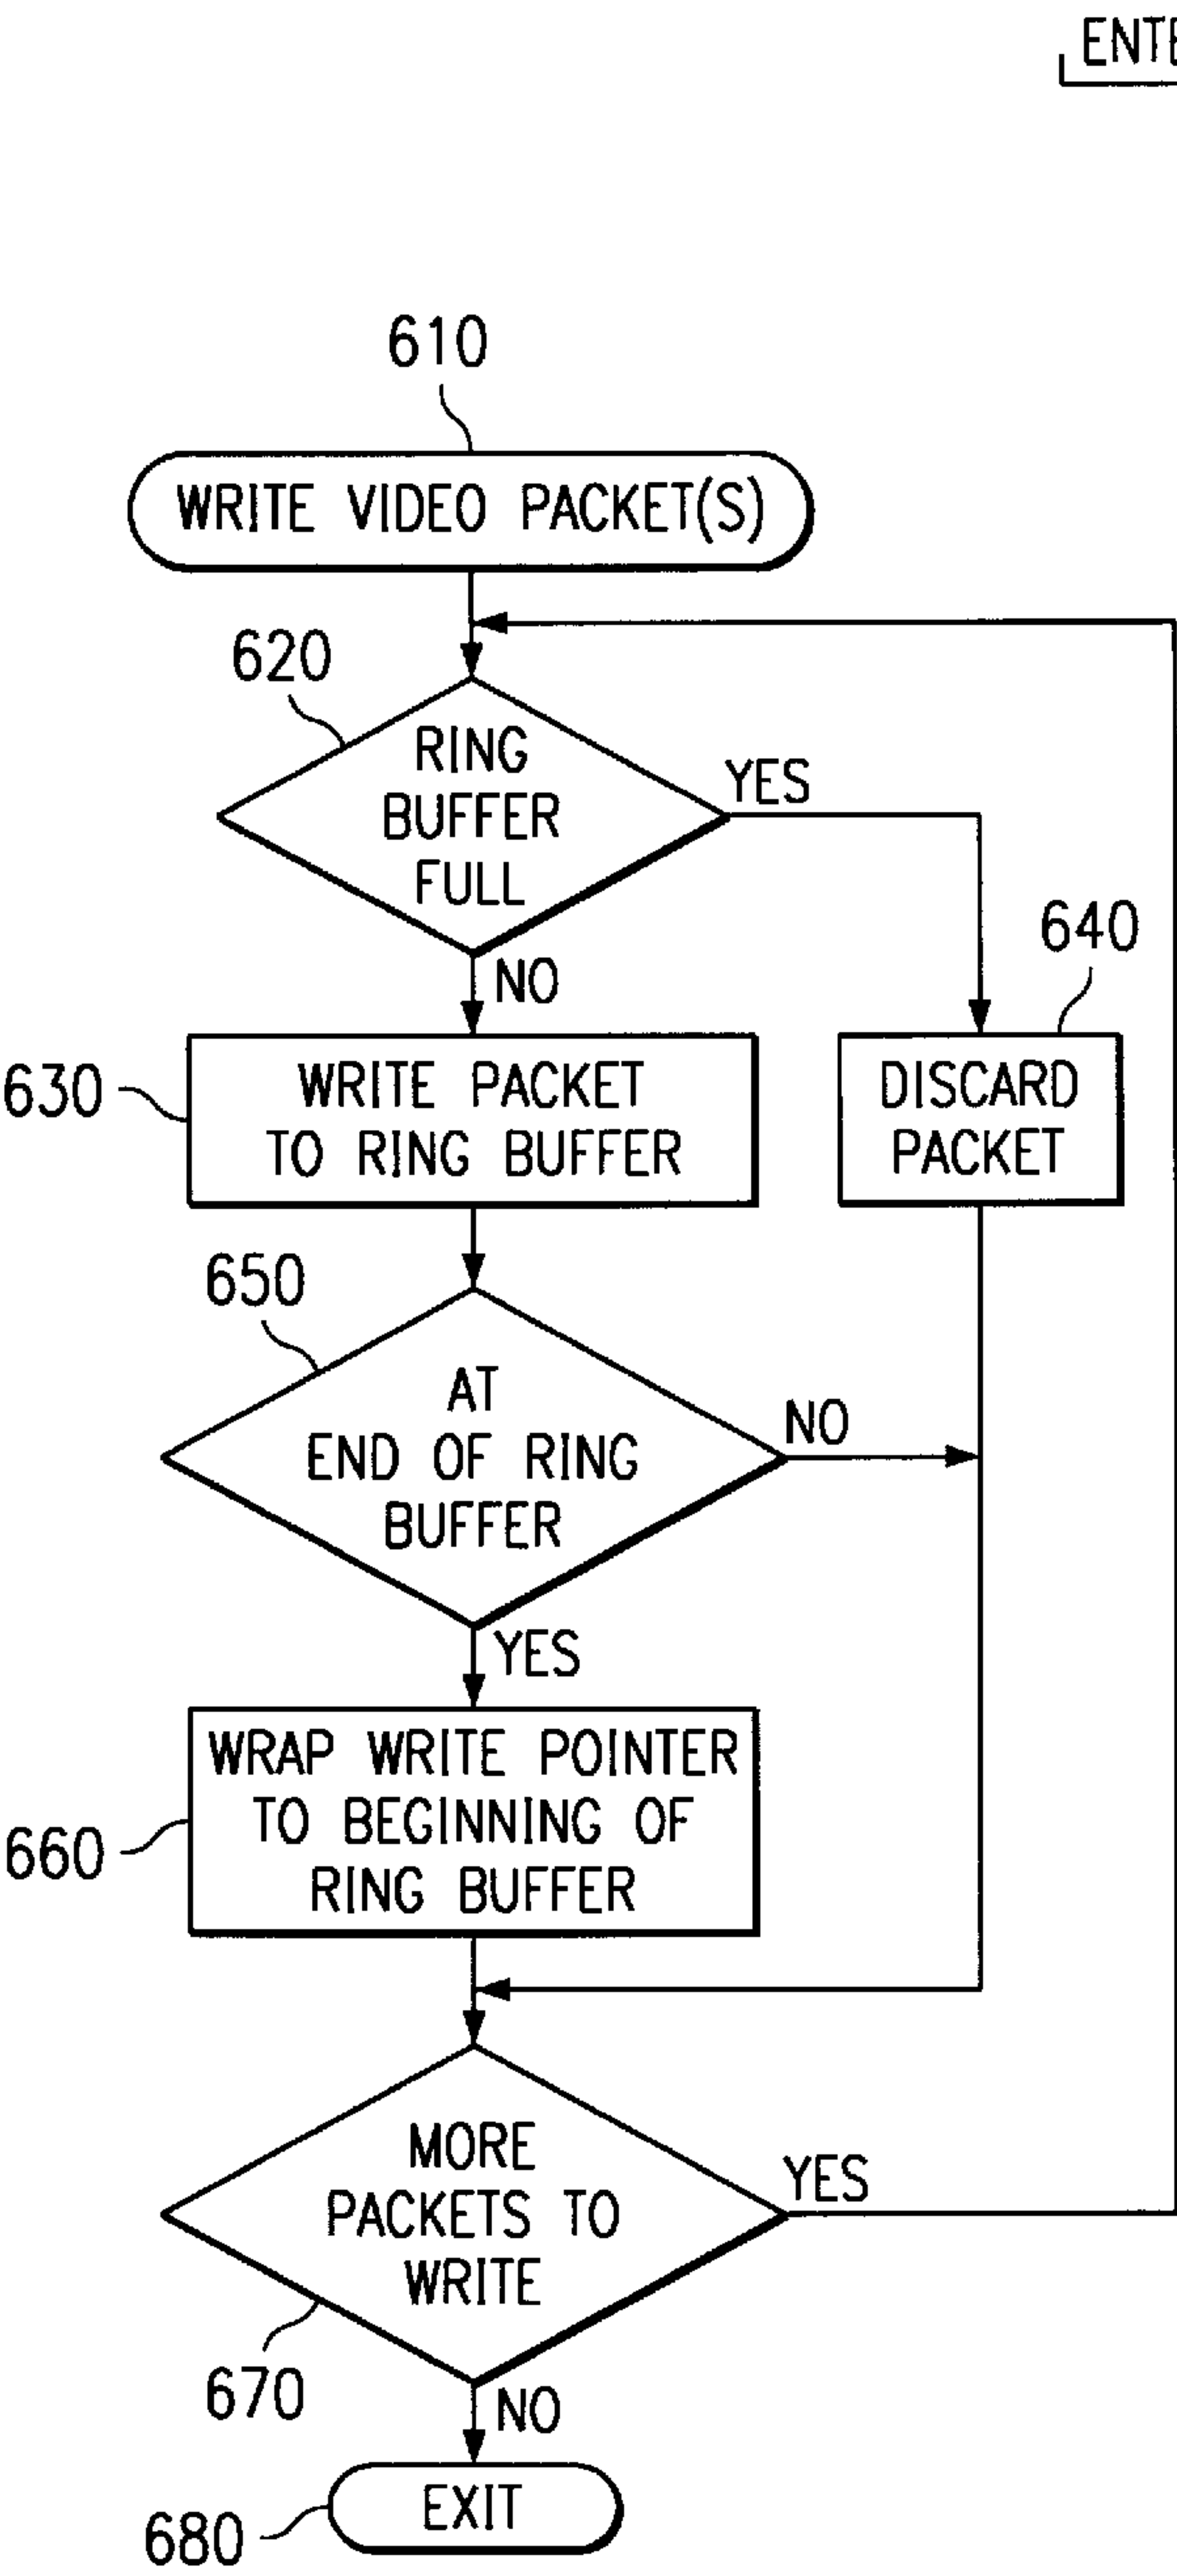 ENTE
610
WRITE VIDEO PACKET(S)
620
RING
BUFFER
FULL
YES
NO
640
630
WRITE PACKET
TO RING BUFFER
DISCARD
PACKET
650
AT
END OF RING
BUFFER
NO
YES
660
WRAP WRITE POINTER
TO BEGINNING OF
RING BUFFER
MORE
PACKETS TO
WRITE
YES
670
NO
680
EXIT